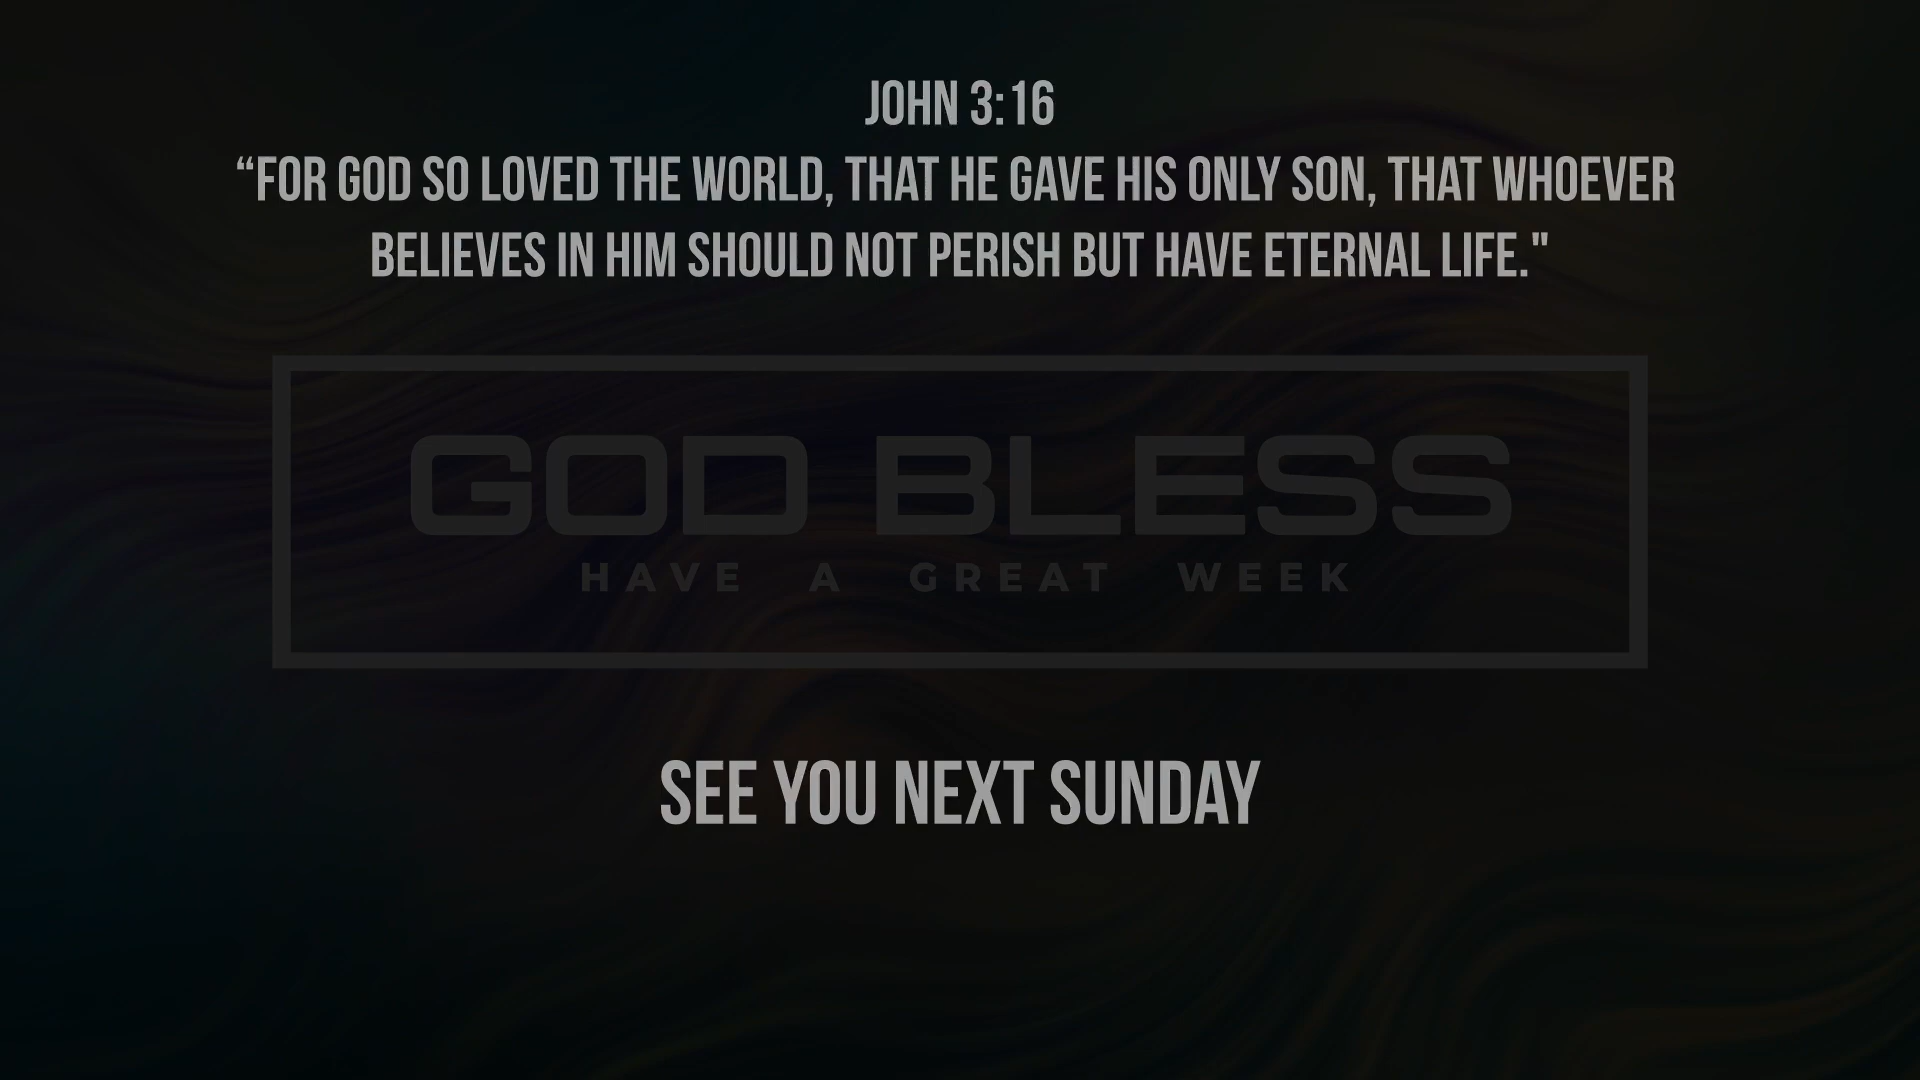 JOHN 3:16
“FOR GOD SO LOVED THE WORLD, THAT HE GAVE HIS ONLY SON, THAT WHOEVER
BELIEVES IN HIM SHOULD NOT PERISH BUT HAVE ETERNAL LIFE."
GOD BLESS
HAVE A GREAT WEEK
SEE YOU NEXT SUNDAY